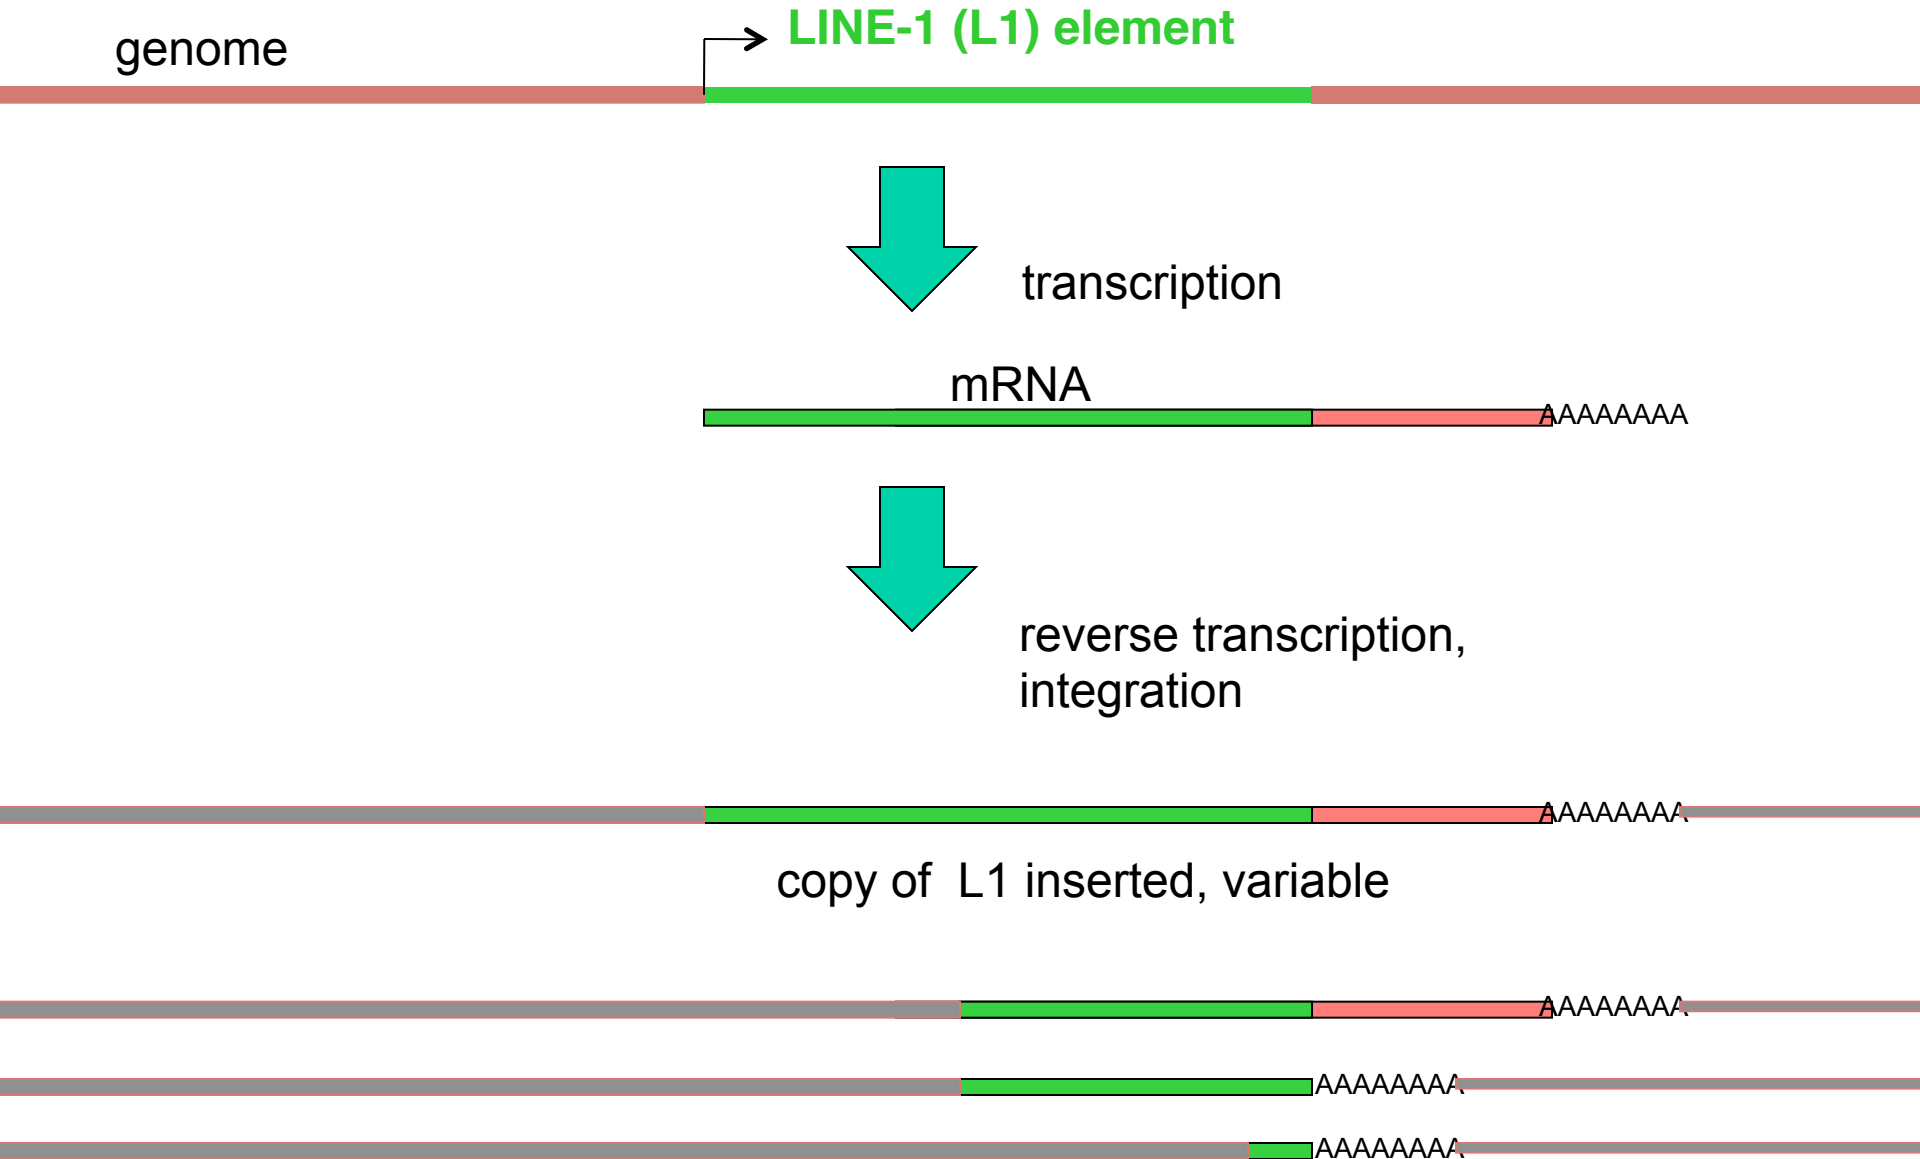 genome
LINE-1 (L1) element
transcription
mRNA
AAAAAAAA
reverse transcription,
integration
AAAAAAAA
copy of L1 inserted, variable
AAAAAAAA
AAAAAAAA
AAAAAAAA